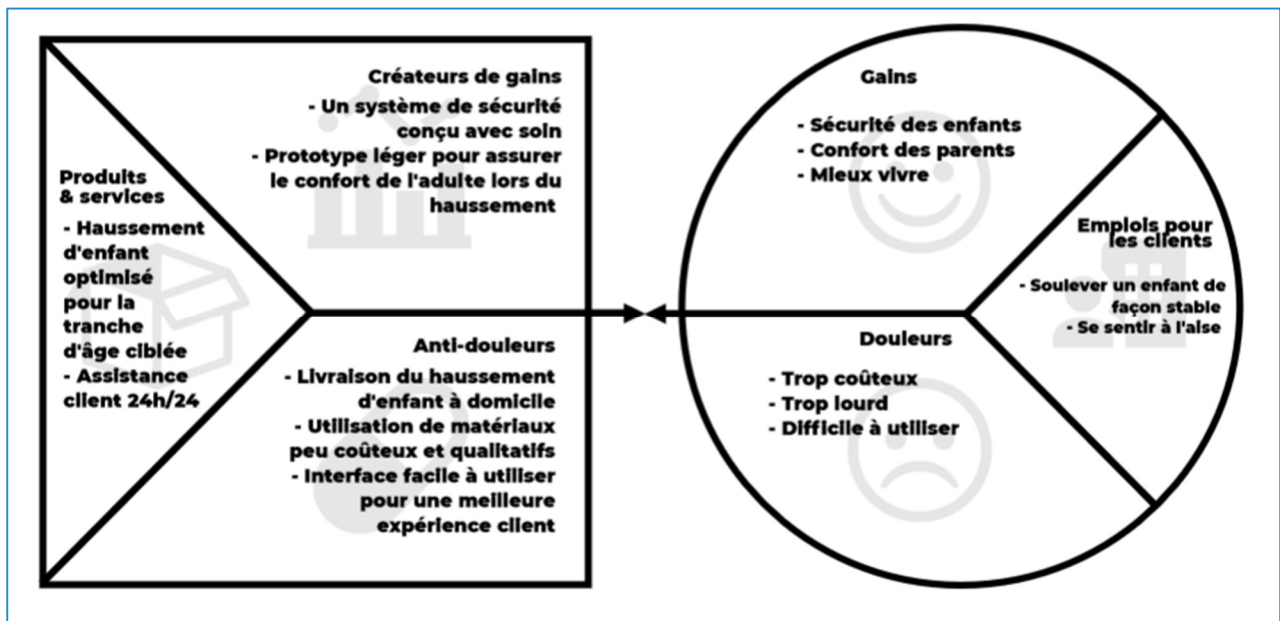 Produits
& services
- Haussement
d'enfant
optimisé
pour la
tranche
d'âge ciblée
- Assistance
client 24h/24
Créateurs de gains
- Un système de sécurité
conçu avec soin
- Prototype léger pour assurer
le confort de l'adulte lors du
haussement
Anti-douleurs
- Livraison du haussement
d'enfant à domicile
- Utilisation de matériaux
peu coûteux et qualitatifs
- Interface facile à utiliser
pour une meilleure
expérience client
Gains
- Sécurité des enfants
- Confort des parents
- Mieux vivre
Douleurs
- Trop coûteux
- Trop lourd
- Difficile à utiliser
Emplois pour
les clients
- Soulever un enfant de
façon stable
- Se sentir à l'aise